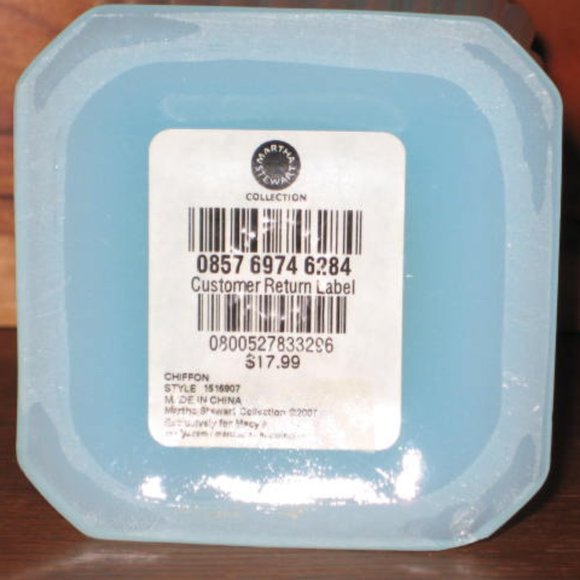 MARTHA STEWART
COLLECTION
0857 6974 6284
Customer Return Label
0800527833296
$17.99
CHIFFON
STYLE 1516907
MADE IN CHINA
Martha Stewart Collection ©2007
Exclusively for Macy's